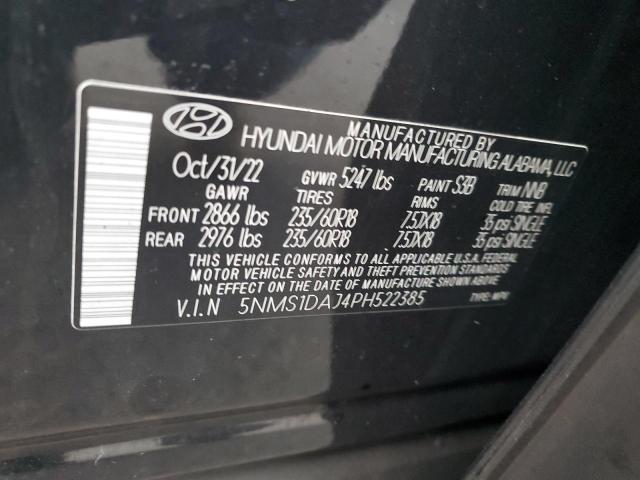 MANUFACTURED BY
HYUNDAI MOTOR MANUFACTURING ALABAMA, LLC
Oct/31/22 GVWR 5247 lbs PAINT S3B TRIM NNB
GAWR TIRES RIMS COLD TIRE INFL
FRONT 2866 lbs 235/60R18 7.5JX18 35 psi SINGLE
REAR 2976 lbs 235/60R18 7.5JX18 35 psi SINGLE
THIS VEHICLE CONFORMS TO ALL APPLICABLE U.S.A. FEDERAL
MOTOR VEHICLE SAFETY AND THEFT PREVENTION STANDARDS
IN EFFECT ON THE DATE OF MANUFACTURE SHOWN ABOVE.
V.I.N 5NMS1DAJ4PH522385 TYPE: MPV